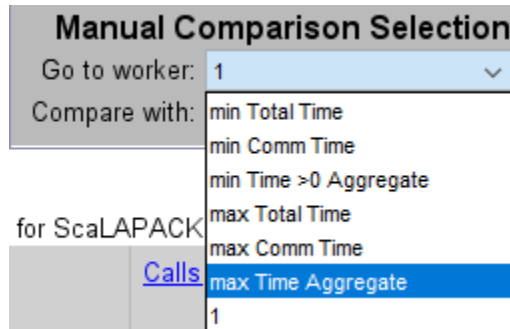 Manual Comparison Selection
Go to worker: 1
Compare with: min Total Time
min Comm Time
min Time >0 Aggregate
max Total Time
for ScaLAPACK
max Comm Time
Calls max Time Aggregate
1